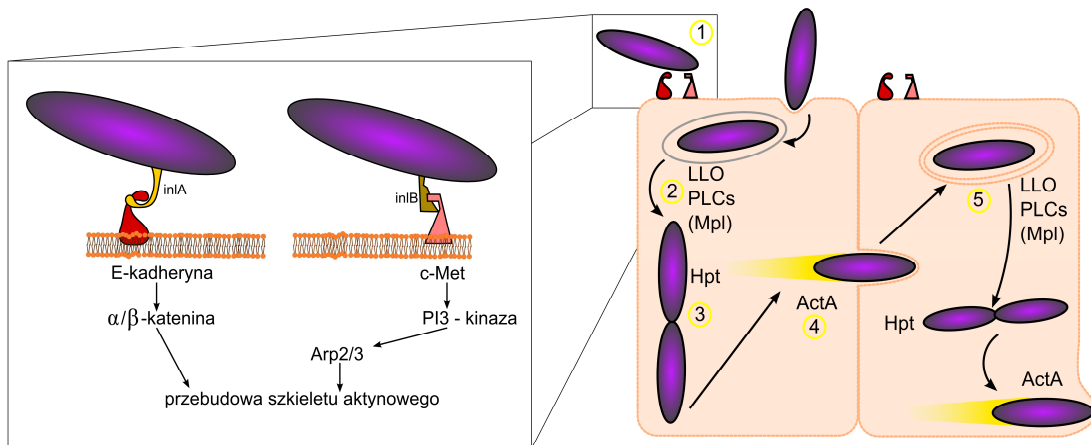 inlA
inlB
E-kadheryna
c-Met
α/β-katenina
PI3 - kinaza
Arp2/3
przebudowa szkieletu aktynowego
1
LLO
PLCs
(Mpl)
2
Hpt
3
ActA
4
5
LLO
PLCs
(Mpl)
Hpt
ActA